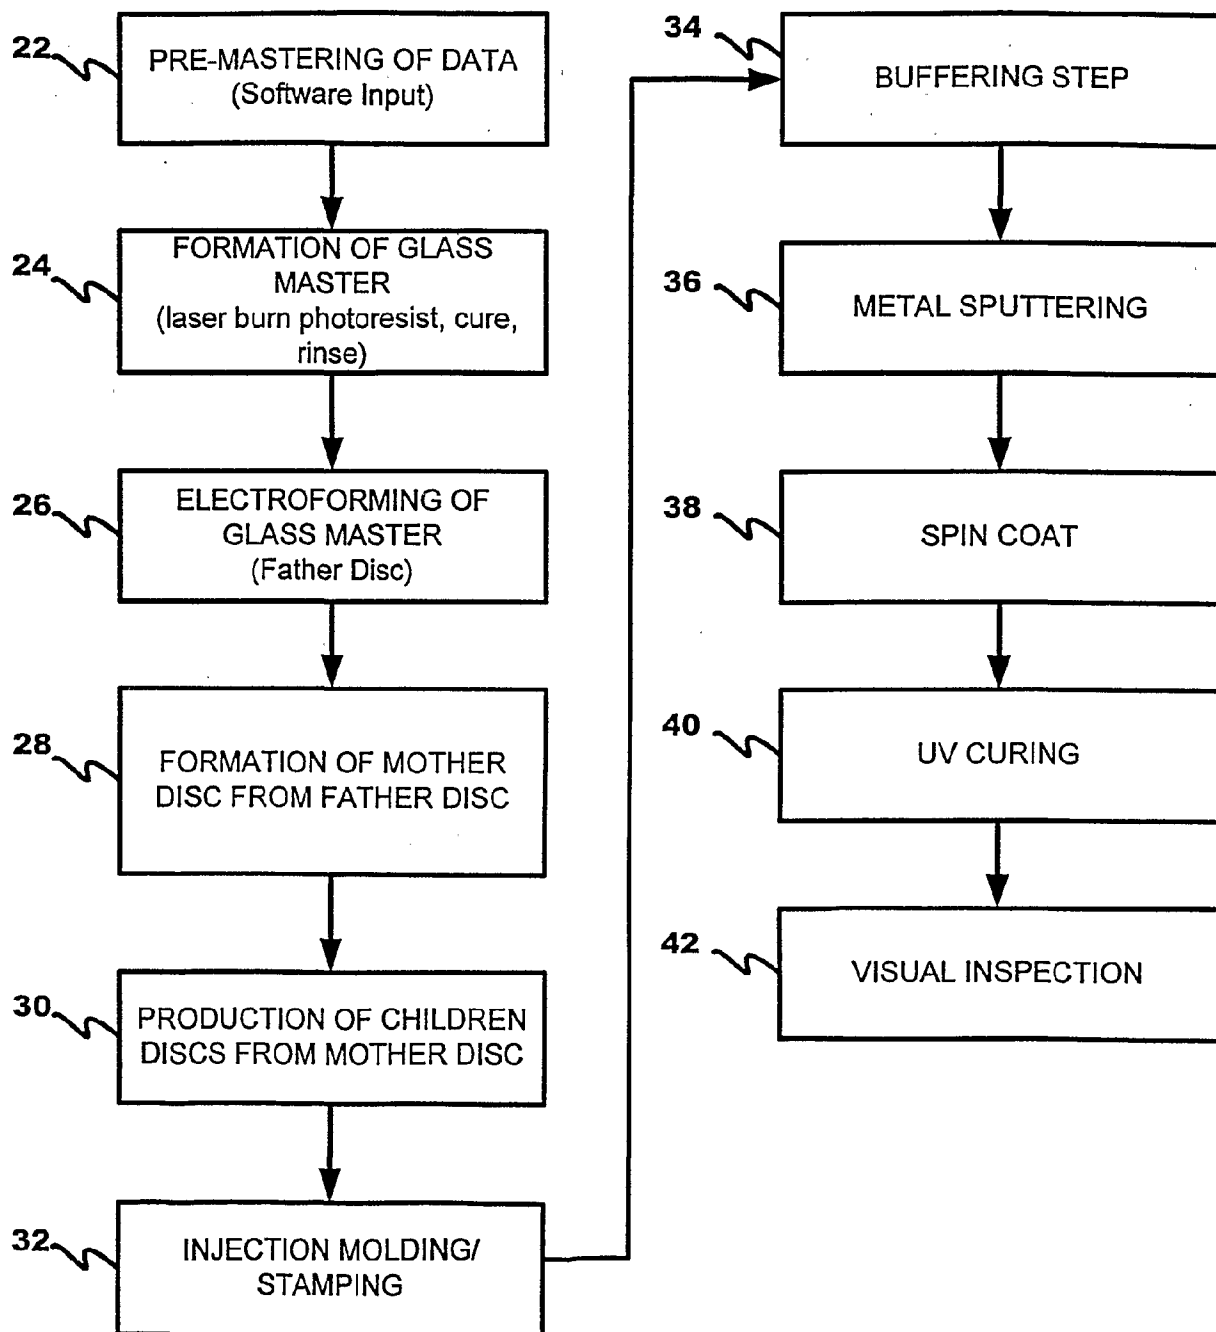 22
PRE-MASTERING OF DATA
(Software Input)
24
FORMATION OF GLASS
MASTER
(laser burn photoresist, cure,
rinse)
26
ELECTROFORMING OF
GLASS MASTER
(Father Disc)
28
FORMATION OF MOTHER
DISC FROM FATHER DISC
30
PRODUCTION OF CHILDREN
DISCS FROM MOTHER DISC
32
INJECTION MOLDING/
STAMPING
34
BUFFERING STEP
36
METAL SPUTTERING
38
SPIN COAT
40
UV CURING
42
VISUAL INSPECTION